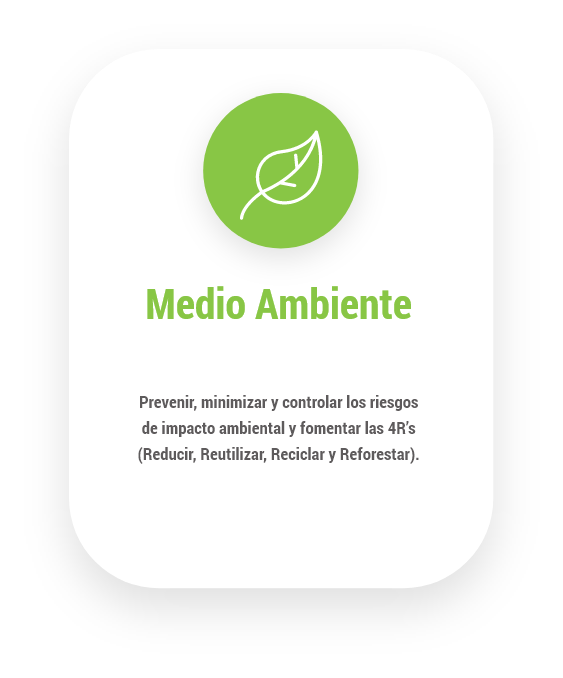 Medio Ambiente
Prevenir, minimizar y controlar los riesgos
de impacto ambiental y fomentar las 4R's
(Reducir, Reutilizar, Reciclar y Reforestar).